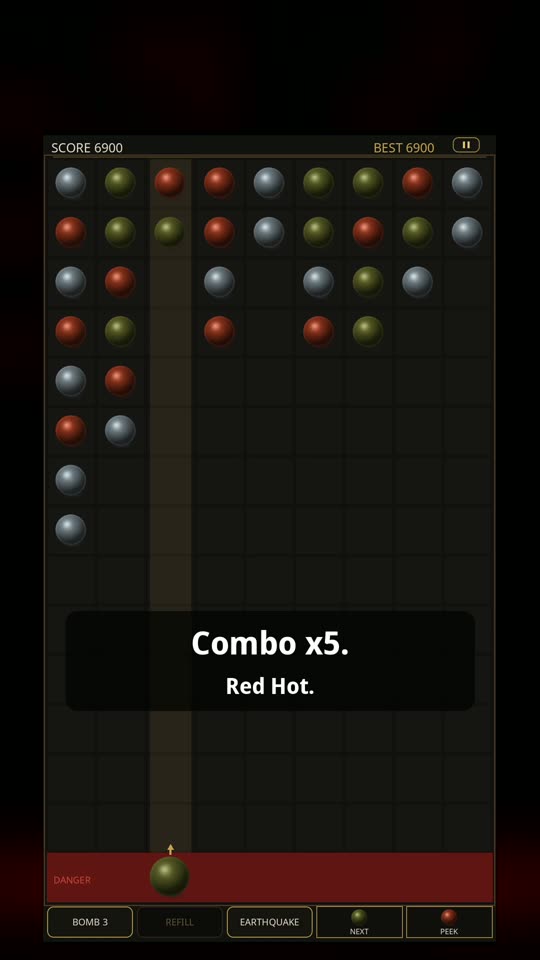 SCORE 6900
BEST 6900
Combo x5.
Red Hot.
DANGER
BOMB 3
REFILL
EARTHQUAKE
NEXT
PEEK